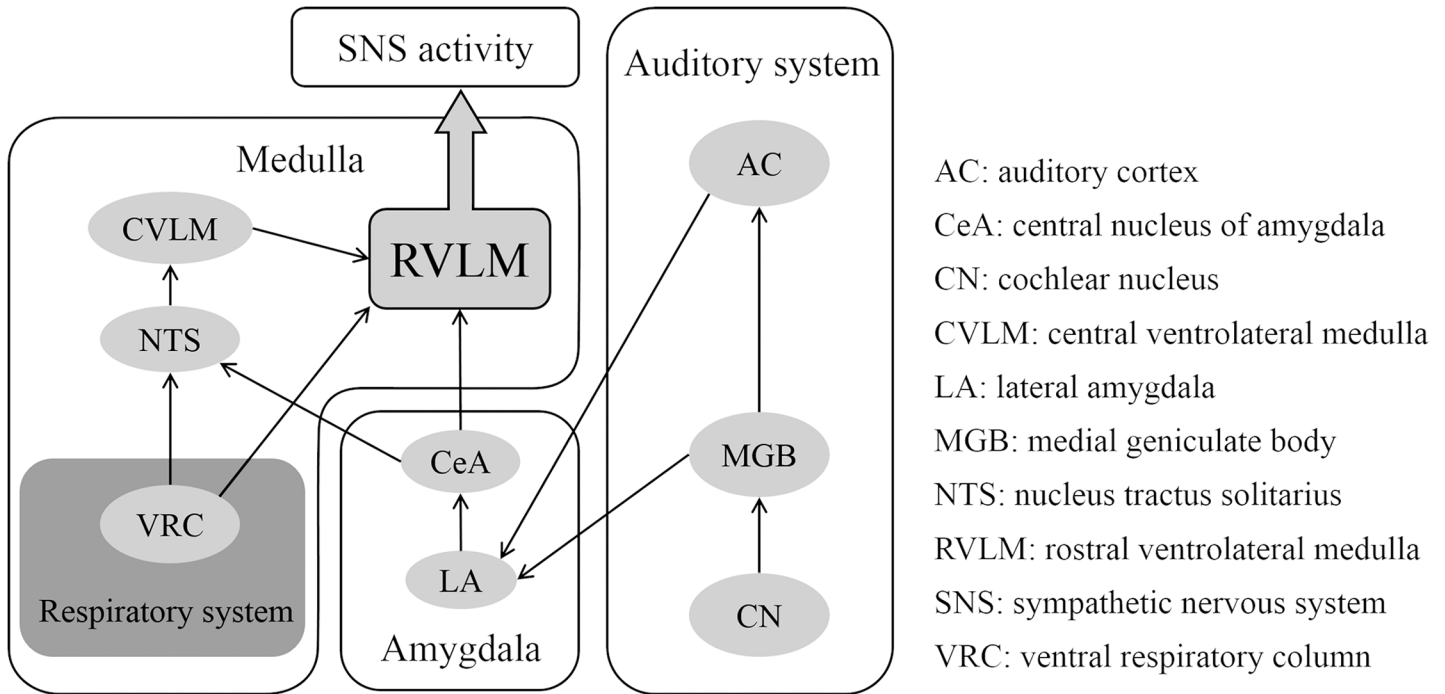 SNS activity
Auditory system
Medulla
AC
CVLM
RVLM
NTS
CeA
MGB
VRC
LA
CN
Respiratory system
Amygdala
AC: auditory cortex
CeA: central nucleus of amygdala
CN: cochlear nucleus
CVLM: central ventrolateral medulla
LA: lateral amygdala
MGB: medial geniculate body
NTS: nucleus tractus solitarius
RVLM: rostral ventrolateral medulla
SNS: sympathetic nervous system
VRC: ventral respiratory column